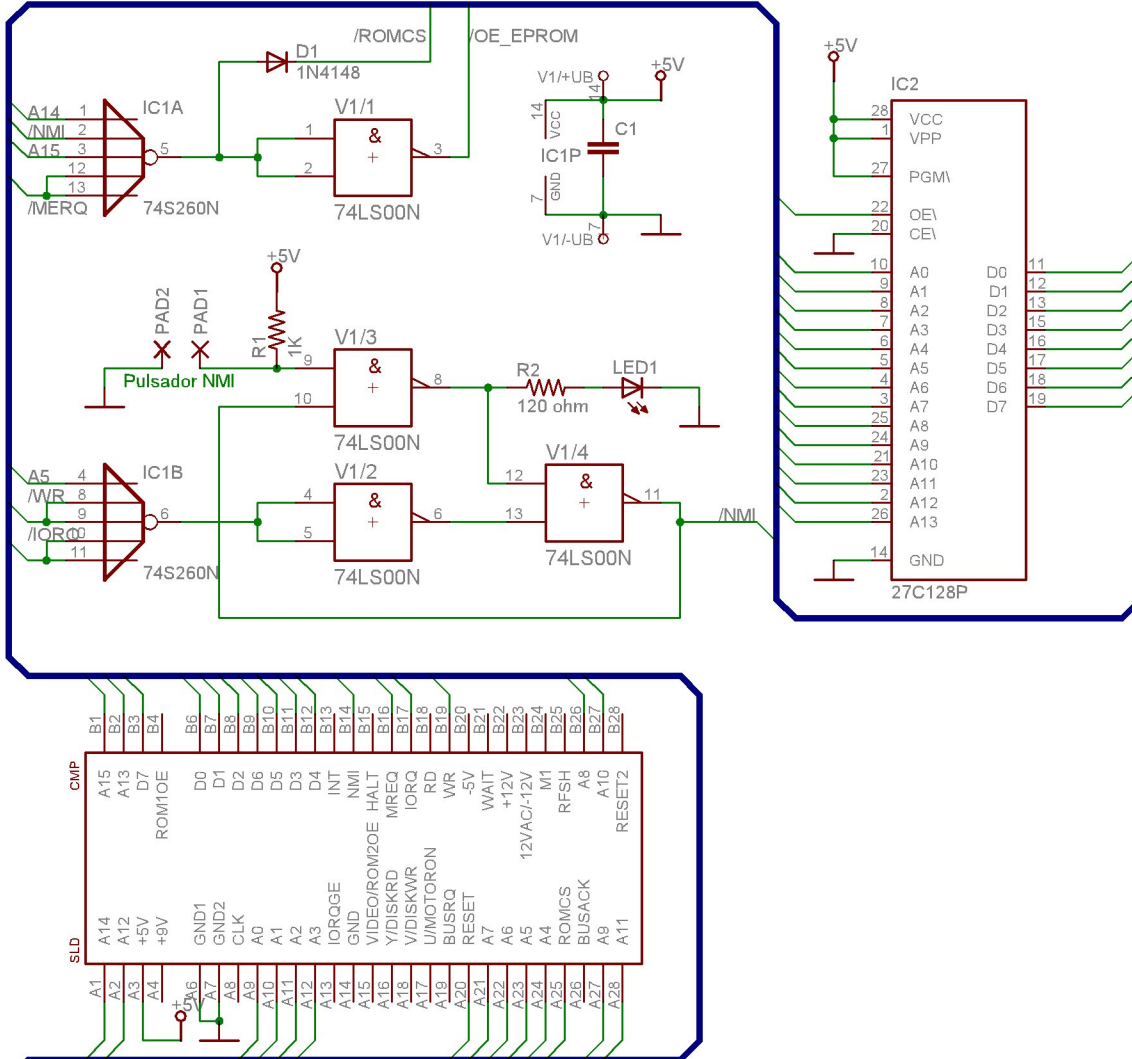 /ROMCS
/OE_EPROM
D1
1N4148
IC1A
A14
/NMI
A15
/MERQ
1
2
3
12
13
5
74S260N
V1/1
1
2
&
+
3
74LS00N
V1/+UB
14
+5V
14
VCC
C1
IC1P
GND
7
7
V1/-UB
+5V
PAD2
PAD1
R1
1K
Pulsador NMI
V1/3
9
10
&
+
8
74LS00N
R2
120 ohm
LED1
IC1B
A5
/WR
/IORQ
4
8
9
10
11
6
74S260N
V1/2
4
5
&
+
6
74LS00N
V1/4
12
13
&
+
11
74LS00N
/NMI
+5V
IC2
28 VCC
1 VPP
27 PGM\
22 OE\
20 CE\
10 A0 D0 11
9 A1 D1 12
8 A2 D2 13
7 A3 D3 15
6 A4 D4 16
5 A5 D5 17
4 A6 D6 18
3 A7 D7 19
25 A8
24 A9
21 A10
23 A11
2 A12
26 A13
14 GND
27C128P
B1 B2 B3 B4 B6 B7 B8 B9 B10 B11 B12 B13 B14 B15 B16 B17 B18 B19 B20 B21 B22 B23 B24 B25 B26 B27 B28
CMP
A15 A13 D7 ROM1OE D0 D1 D2 D6 D5 D3 D4 INT NMI HALT MREQ IORQ RD WR -5V WAIT +12V 12VAC/-12V M1 RFSH A8 A10 RESET2
SLD
A14 A12 +5V +9V GND1 GND2 CLK A0 A1 A2 A3 IORQGE GND VIDEO/ROM2OE Y/DISKRD V/DISKWR U/MOTORON BUSRQ RESET A7 A6 A5 A4 ROMCS BUSACK A9 A11
A1 A2 A3 A4 A6 A7 A8 A9 A10 A11 A12 A13 A14 A15 A16 A17 A18 A19 A20 A21 A22 A23 A24 A25 A26 A27 A28
+5V